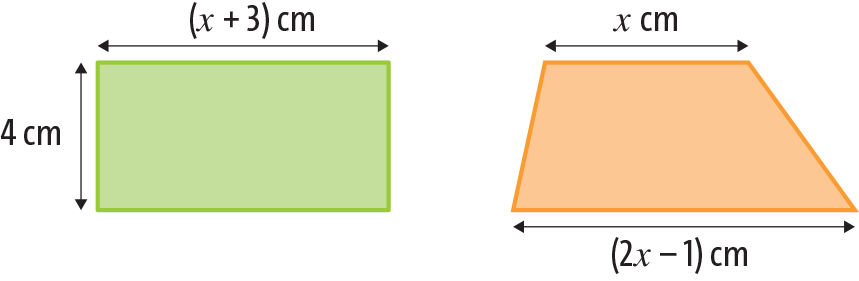 (x + 3) cm
x cm
4 cm
(2x – 1) cm